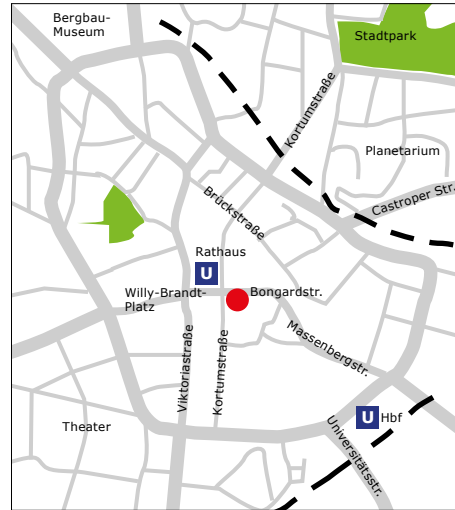 Bergbau-
Museum
Stadtpark
Kortumstraße
Planetarium
Castroper Str.
Brückstraße
Rathaus
U
Willy-Brandt-
Platz
Bongardstr.
Massenbergstr.
Viktoriastraße
Kortumstraße
Theater
U Hbf
Universitätsstr.